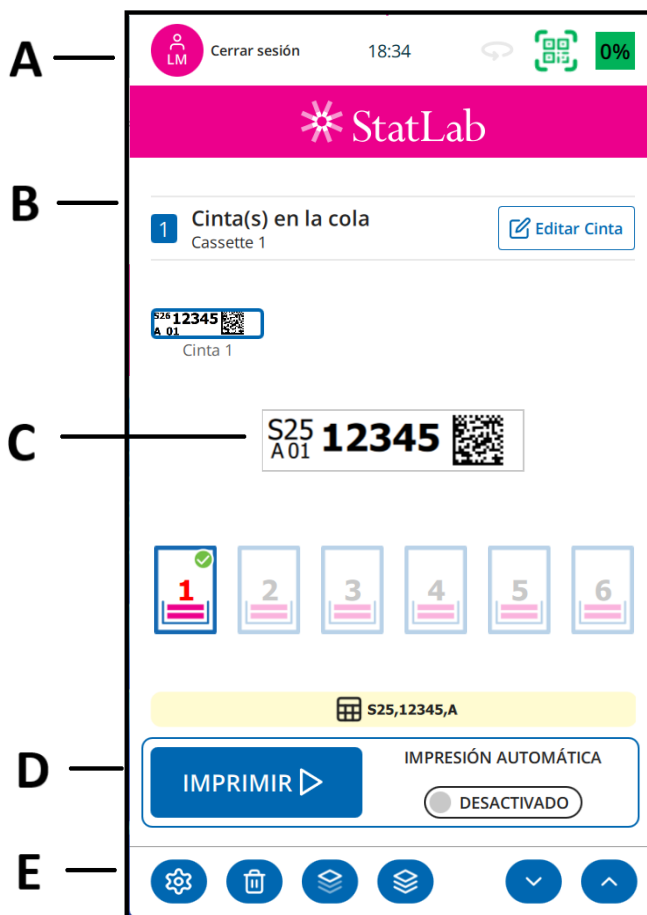 A
LM
Cerrar sesión
18:34
0%
StatLab
B
1
Cinta(s) en la cola
Cassette 1
Editar Cinta
S26 12345
A 01
Cinta 1
C
S25 12345
A 01
1 2 3 4 5 6
S25,12345,A
D
IMPRIMIR
IMPRESIÓN AUTOMÁTICA
DESACTIVADO
E